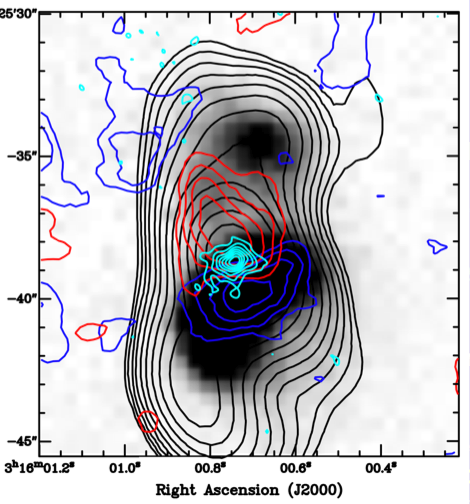 25'30"
−35"
−40"
−45"
3ʰ16ᵐ01.2ˢ 01.0ˢ 00.8ˢ 00.6ˢ 00.4ˢ
Right Ascension (J2000)